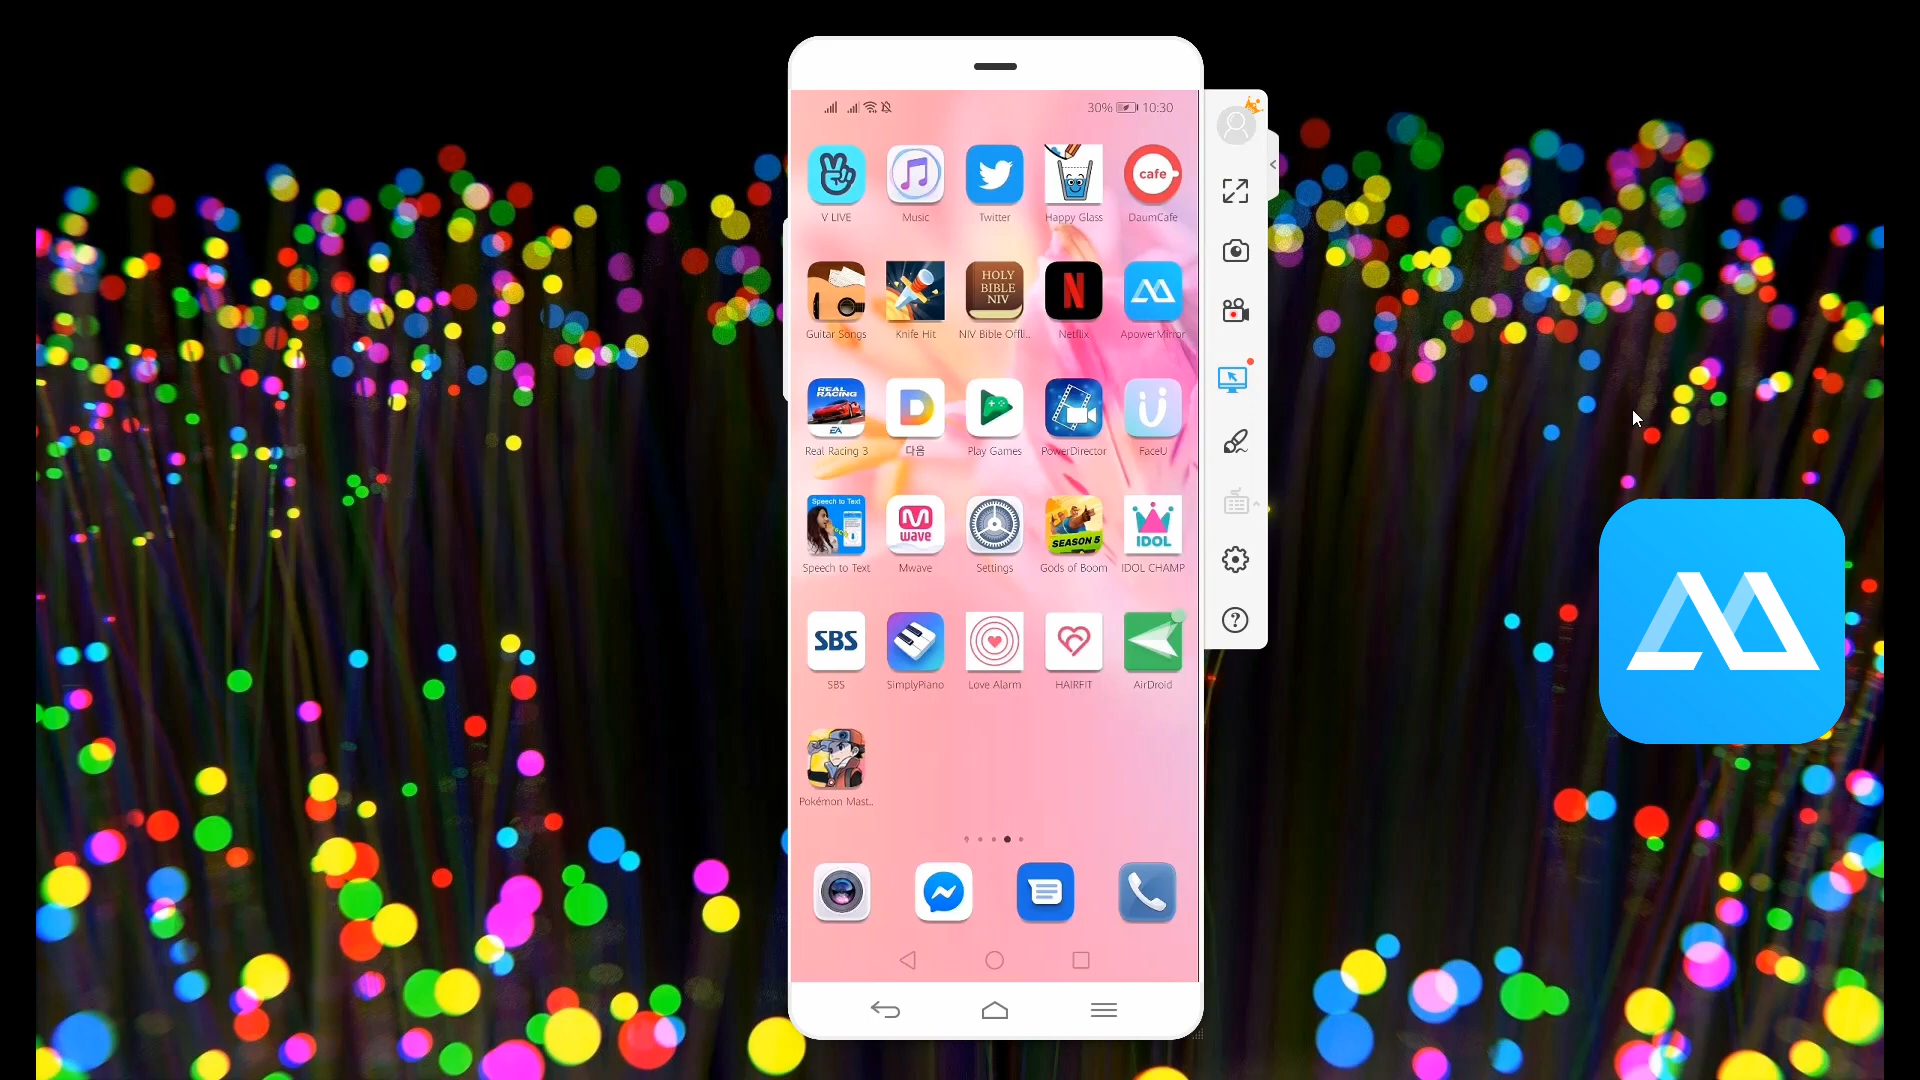 30% 10:30
cafe
V LIVE Music Twitter Happy Glass DaumCafe
HOLY
BIBLE
NIV
N
Guitar Songs Knife Hit NIV Bible Offli.. Netflix ApowerMirror
REAL
RACING
EA
D
Real Racing 3 다음 Play Games PowerDirector FaceU
Speech to Text
M
wave
SEASON 5
IDOL
Speech to Text Mwave Settings Gods of Boom IDOL CHAMP
SBS
SBS SimplyPiano Love Alarm HAIRFIT AirDroid
Pokémon Mast..